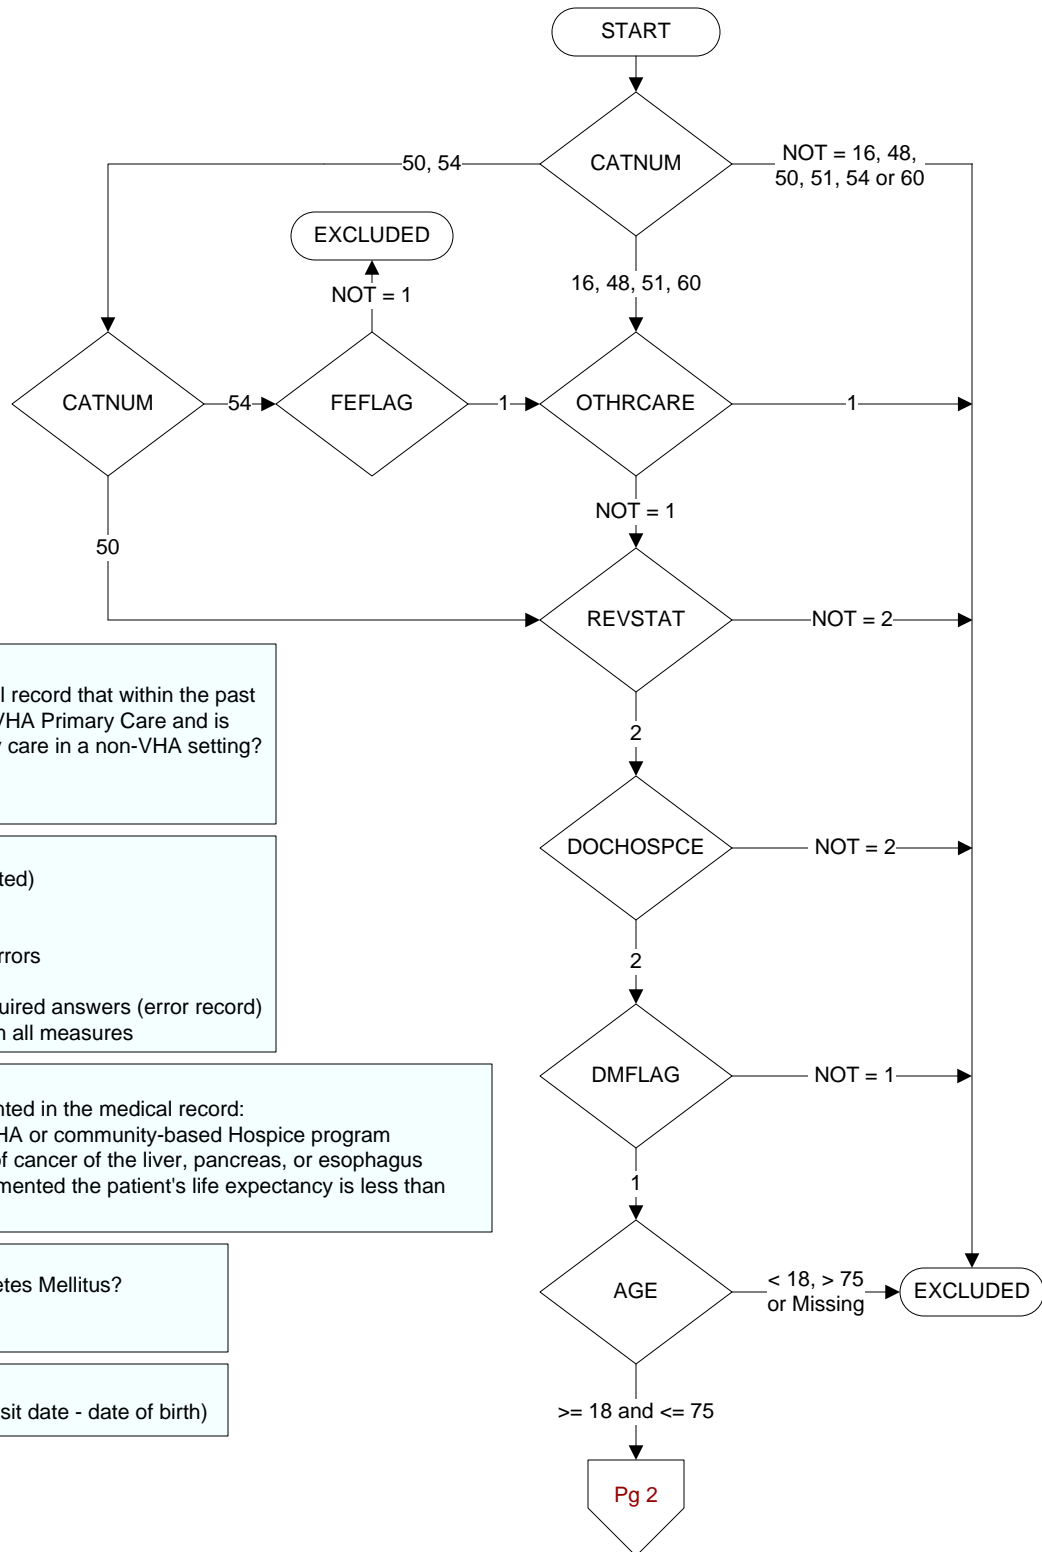 START
CATNUM
50, 54
NOT = 16, 48,
50, 51, 54 or 60
EXCLUDED
NOT = 1
16, 48, 51, 60
CATNUM
54
FEFLAG
1
OTHRCARE
1
NOT = 1
50
REVSTAT
NOT = 2
2
l record that within the past
VHA Primary Care and is
y care in a non-VHA setting?
DOCHOSPCE
NOT = 2
2
ted)
rrors
uired answers (error record)
n all measures
DMFLAG
NOT = 1
1
nted in the medical record:
HA or community-based Hospice program
of cancer of the liver, pancreas, or esophagus
mented the patient's life expectancy is less than
AGE
< 18, > 75
or Missing
EXCLUDED
etes Mellitus?
>= 18 and <= 75
sit date - date of birth)
Pg 2